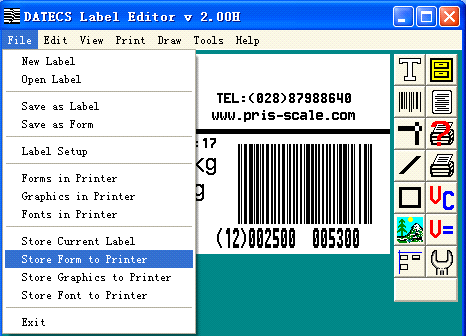 DATECS Label Editor v 2.00H
File Edit View Print Draw Tools Help
New Label
Open Label
Save as Label
Save as Form
Label Setup
Forms in Printer
Graphics in Printer
Fonts in Printer
Store Current Label
Store Form to Printer
Store Graphics to Printer
Store Font to Printer
Exit
TEL:(028)87988640
www.pris-scale.com
:17
kg
g
(12)002500 005300
T
?
VC
V=